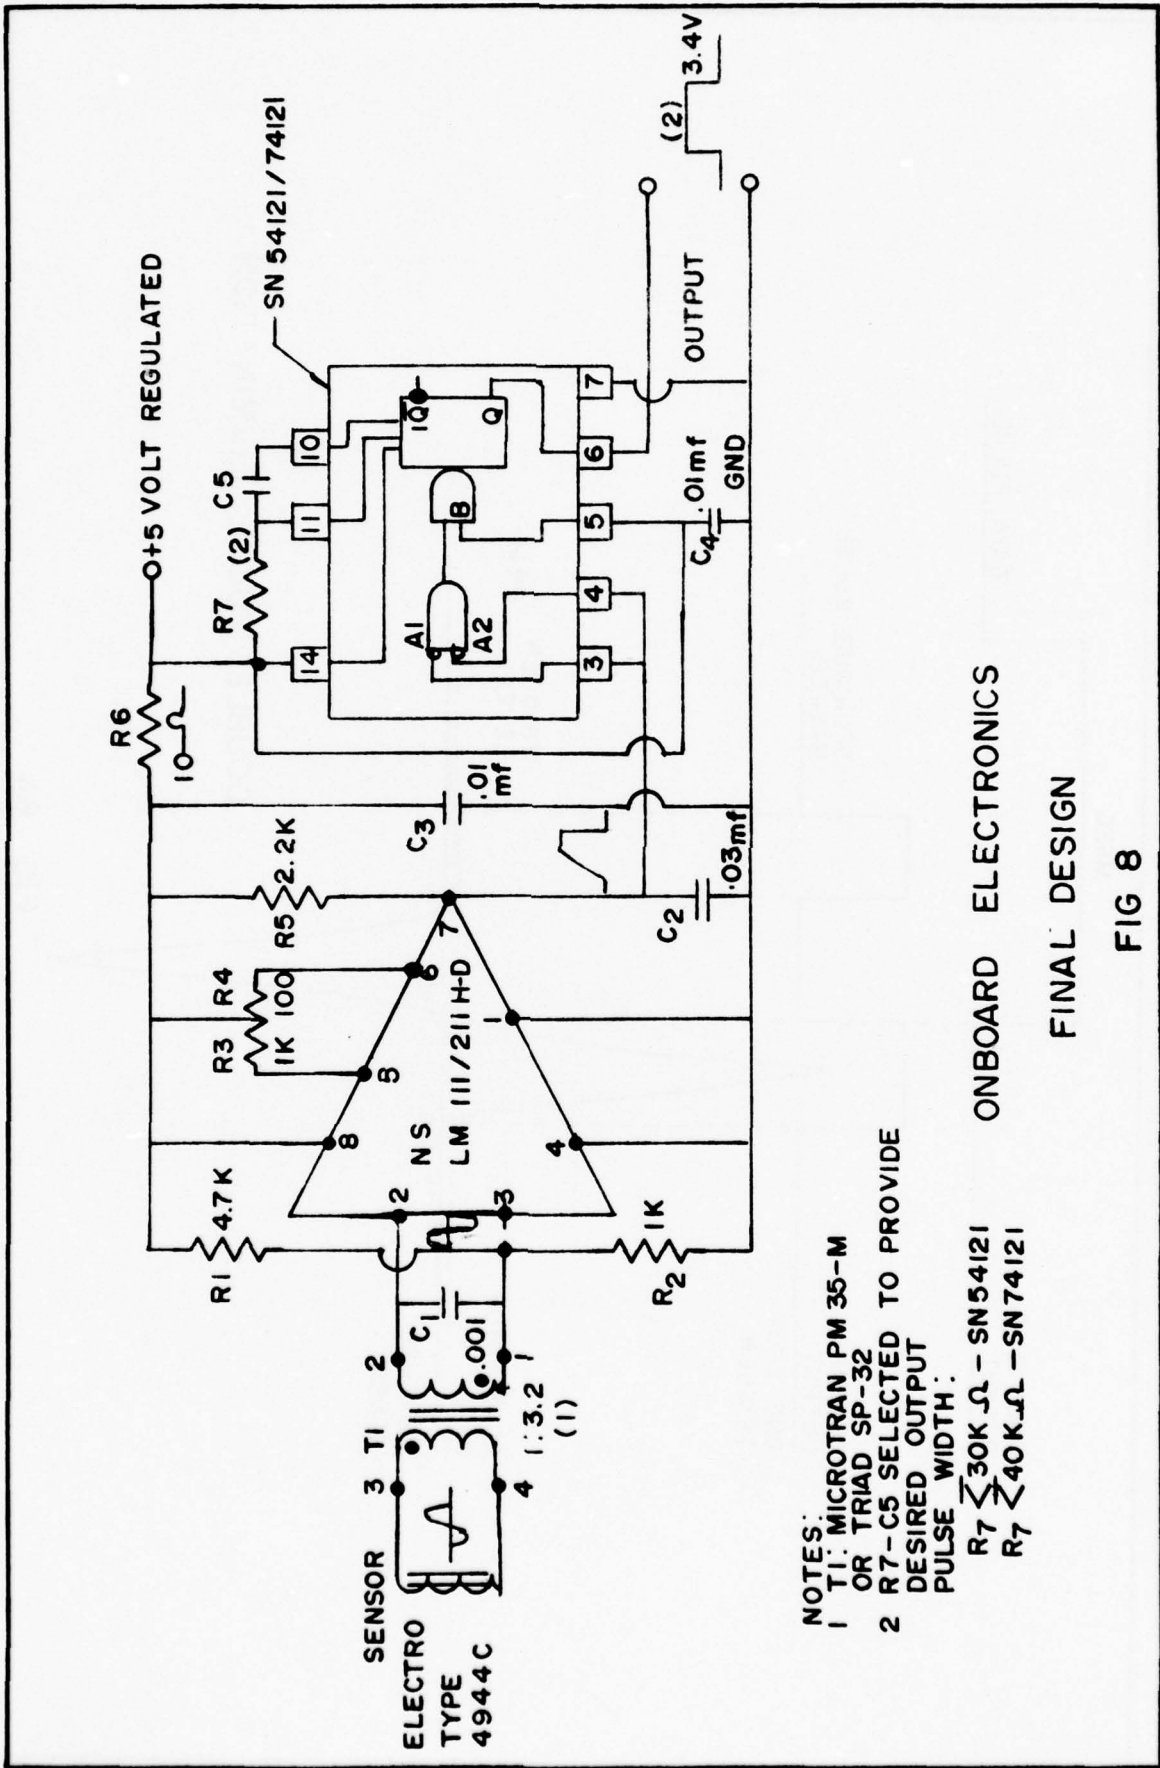 +5 VOLT REGULATED
R6
10 Ω
R7
(2)
C5
SN 54121/74121
14
11
10
Q
Q
A1
A2
B
3
4
5
6
7
(2)
3.4V
OUTPUT
.01mf
C4
GND
R1
4.7K
R3
R4
1K
100
R5
2.2K
C3
.01
mf
8
5
6
7
NS
LM 111/211 H-D
2
3
4
1
C2
.03mf
R2
1K
SENSOR
ELECTRO
TYPE
4944C
3
T1
2
4
1
1:3.2
(1)
C1
.001
NOTES:
1 T1: MICROTRAN PM 35-M
OR TRIAD SP-32
2 R7-C5 SELECTED TO PROVIDE
DESIRED OUTPUT
PULSE WIDTH:
R7 ≤ 30K Ω - SN54121
R7 ≤ 40K Ω - SN74121
ONBOARD ELECTRONICS
FINAL DESIGN
FIG 8